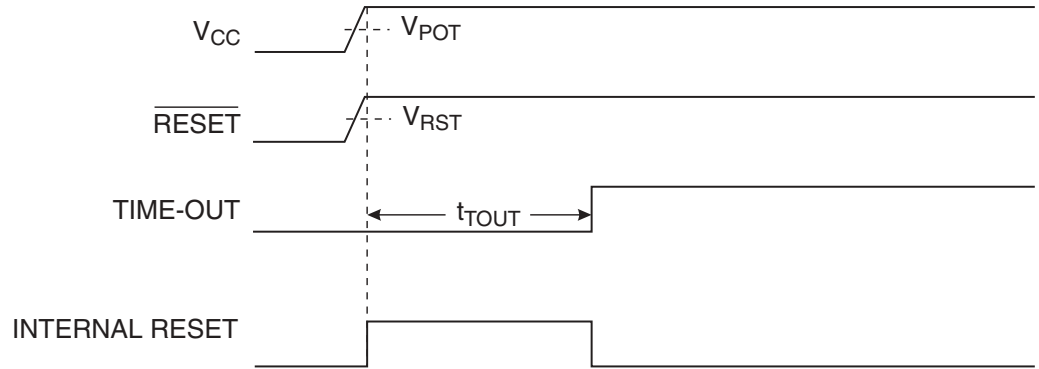 VCC
VPOT
RESET
VRST
TIME-OUT
tTOUT
INTERNAL RESET